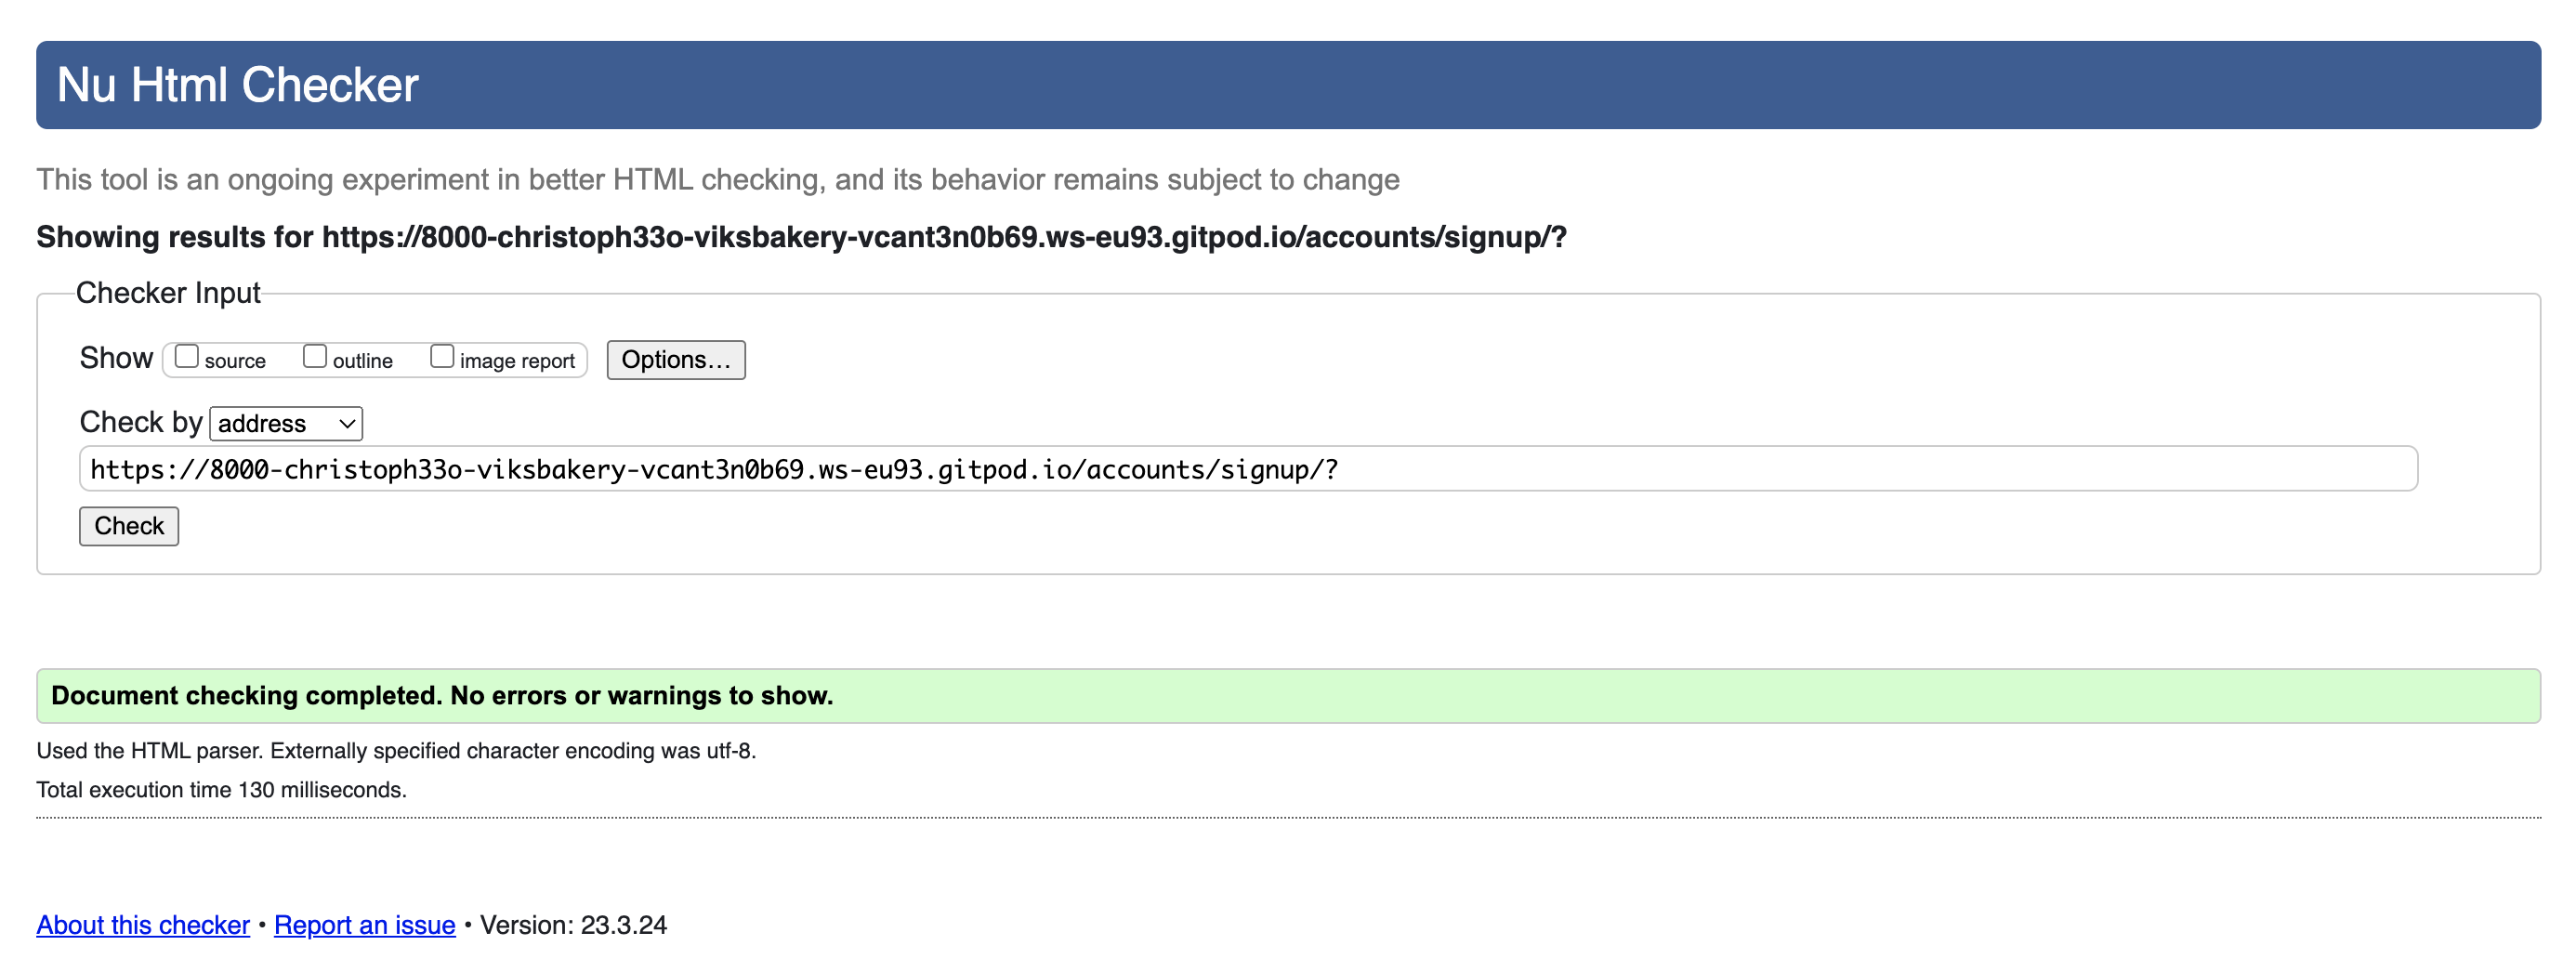 Nu Html Checker
This tool is an ongoing experiment in better HTML checking, and its behavior remains subject to change
Showing results for https://8000-christoph33o-viksbakery-vcant3n0b69.ws-eu93.gitpod.io/accounts/signup/?
Checker Input
Show source outline image report Options...
Check by address
https://8000-christoph33o-viksbakery-vcant3n0b69.ws-eu93.gitpod.io/accounts/signup/?
Check
Document checking completed. No errors or warnings to show.
Used the HTML parser. Externally specified character encoding was utf-8.
Total execution time 130 milliseconds.
About this checker • Report an issue • Version: 23.3.24